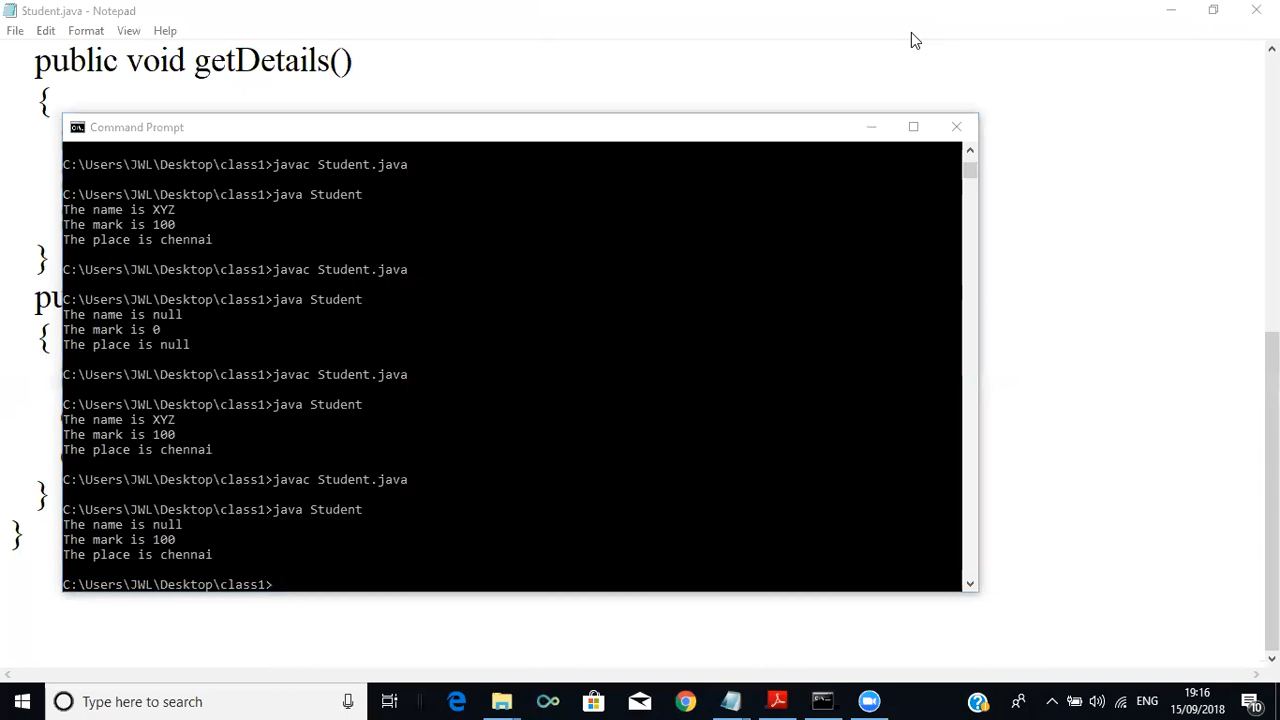 Student.java - Notepad
File Edit Format View Help
public void getDetails()
{
Command Prompt
C:\Users\JWL\Desktop\class1>javac Student.java
C:\Users\JWL\Desktop\class1>java Student
The name is XYZ
The mark is 100
The place is chennai
}
C:\Users\JWL\Desktop\class1>javac Student.java
pu
C:\Users\JWL\Desktop\class1>java Student
The name is null
The mark is 0
{
The place is null
C:\Users\JWL\Desktop\class1>javac Student.java
C:\Users\JWL\Desktop\class1>java Student
The name is XYZ
The mark is 100
The place is chennai
C:\Users\JWL\Desktop\class1>javac Student.java
}
C:\Users\JWL\Desktop\class1>java Student
The name is null
}
The mark is 100
The place is chennai
C:\Users\JWL\Desktop\class1>
Type here to search
ENG
19:16
15/09/2018
10